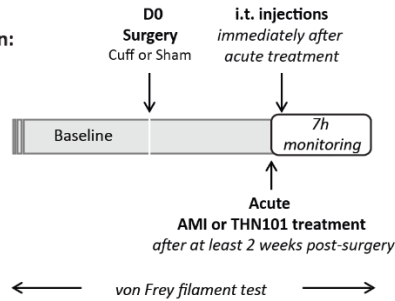 D0
Surgery
Cuff or Sham
i.t. injections
immediately after
acute treatment
n:
Baseline
7h
monitoring
Acute
AMI or THN101 treatment
after at least 2 weeks post-surgery
von Frey filament test